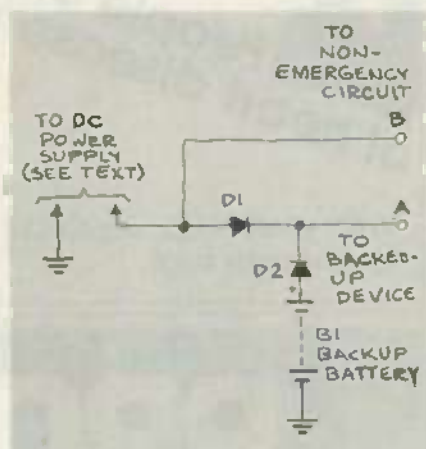 TO
NON-
EMERGENCY
CIRCUIT
B
TO DC
POWER
SUPPLY
(SEE TEXT)
D1
A
TO
BACKED-
UP
DEVICE
D2
+
B1
BACKUP
BATTERY